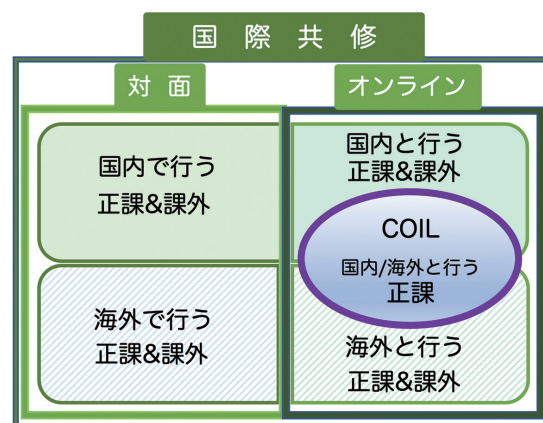 国際共修
対面
オンライン
国内で行う
正課&課外
国内と行う
正課&課外
COIL
国内/海外と行う
正課
海外で行う
正課&課外
海外と行う
正課&課外